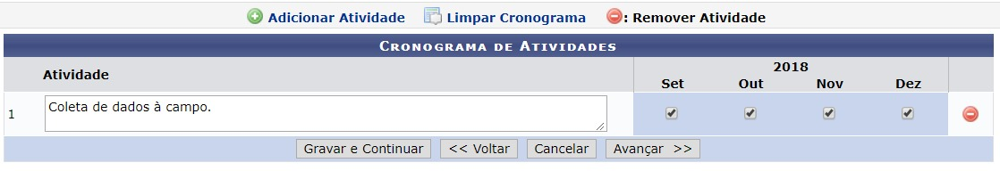 Adicionar Atividade Limpar Cronograma : Remover Atividade
Cronograma de Atividades
Atividade 2018
Set Out Nov Dez
1 Coleta de dados à campo.
Gravar e Continuar << Voltar Cancelar Avançar >>